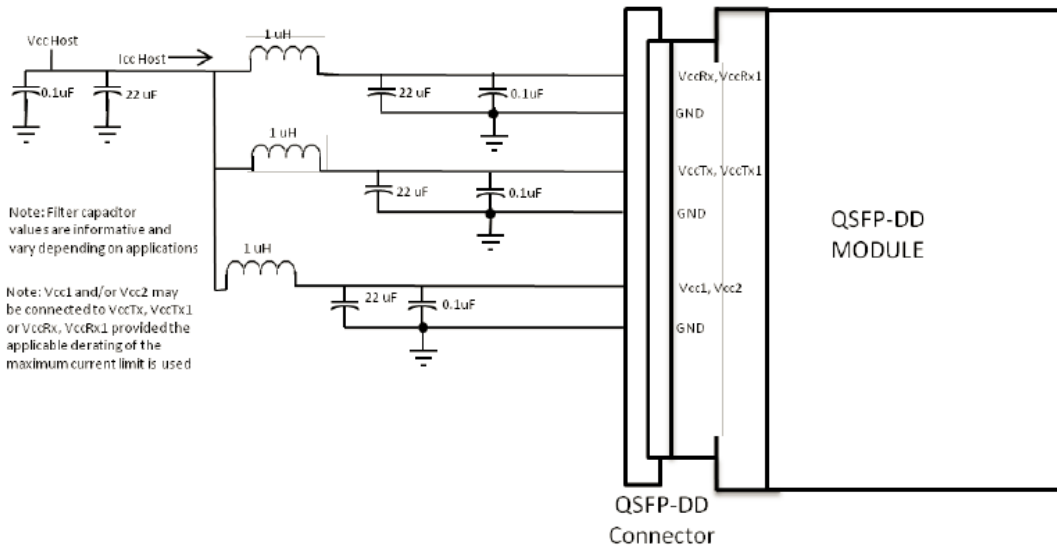 Vcc Host
Icc Host
0.1uF
22 uF
1 uH
22 uF
0.1uF
VccRx, VccRx1
GND
1 uH
22 uF
0.1uF
VccTx, VccTx1
GND
1 uH
22 uF
0.1uF
Vcc1, Vcc2
GND
Note: Filter capacitor
values are informative and
vary depending on applications
Note: Vcc1 and/or Vcc2 may
be connected to VccTx, VccTx1
or VccRx, VccRx1 provided the
applicable derating of the
maximum current limit is used
QSFP-DD
MODULE
QSFP-DD
Connector